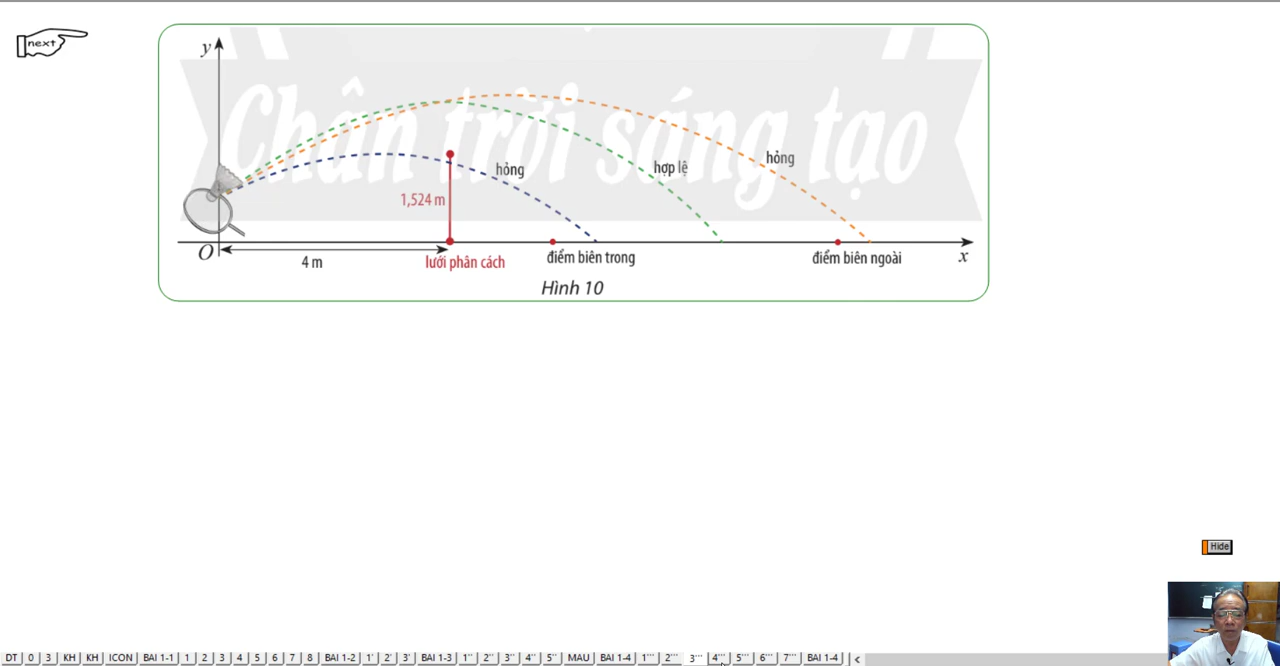 next
y
Chân trời sáng tạo
hỏng
hợp lệ
hỏng
1,524 m
O
4 m
lưới phân cách
điểm biên trong
điểm biên ngoài
x
Hình 10
Hide
DT 0 3 KH KH ICON BAI 1-1 1 2 3 4 5 6 7 8 BAI 1-2 1' 2' 3' BAI 1-3 1'' 2'' 3'' 4'' 5'' MAU BAI 1-4 1''' 2''' 3''' 4''' 5''' 6''' 7''' BAI 1-4 <